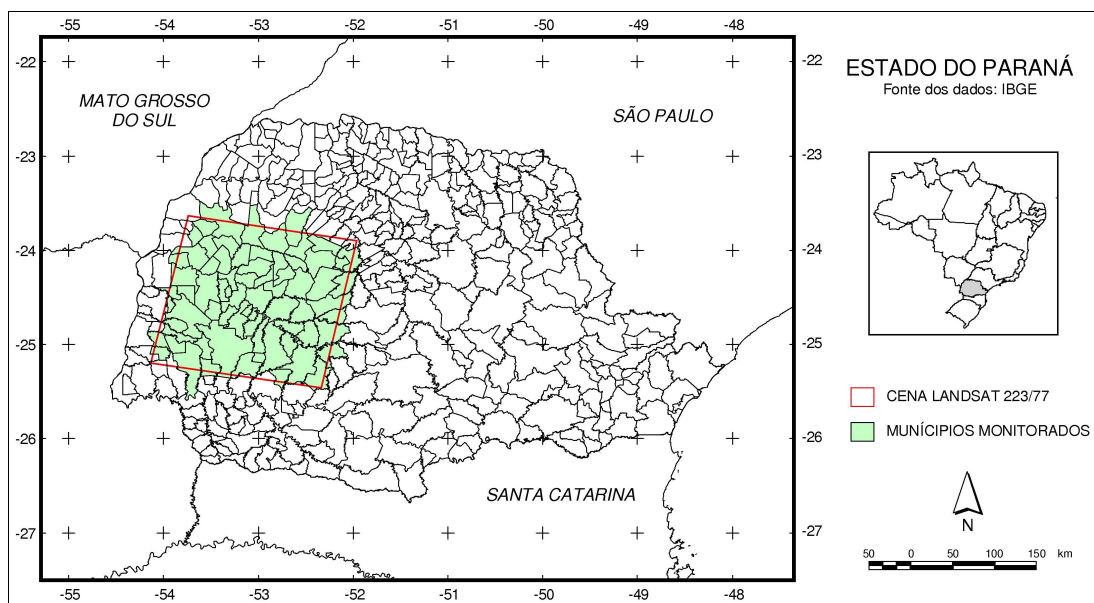 -55 -54 -53 -52 -51 -50 -49 -48
-22 -22
MATO GROSSO
DO SUL
SÃO PAULO
-23 -23
-24 -24
-25 -25
-26 -26
SANTA CATARINA
-27 -27
-55 -54 -53 -52 -51 -50 -49 -48
ESTADO DO PARANÁ
Fonte dos dados: IBGE
CENA LANDSAT 223/77
MUNÍCIPIOS MONITORADOS
N
50 0 50 100 150 km